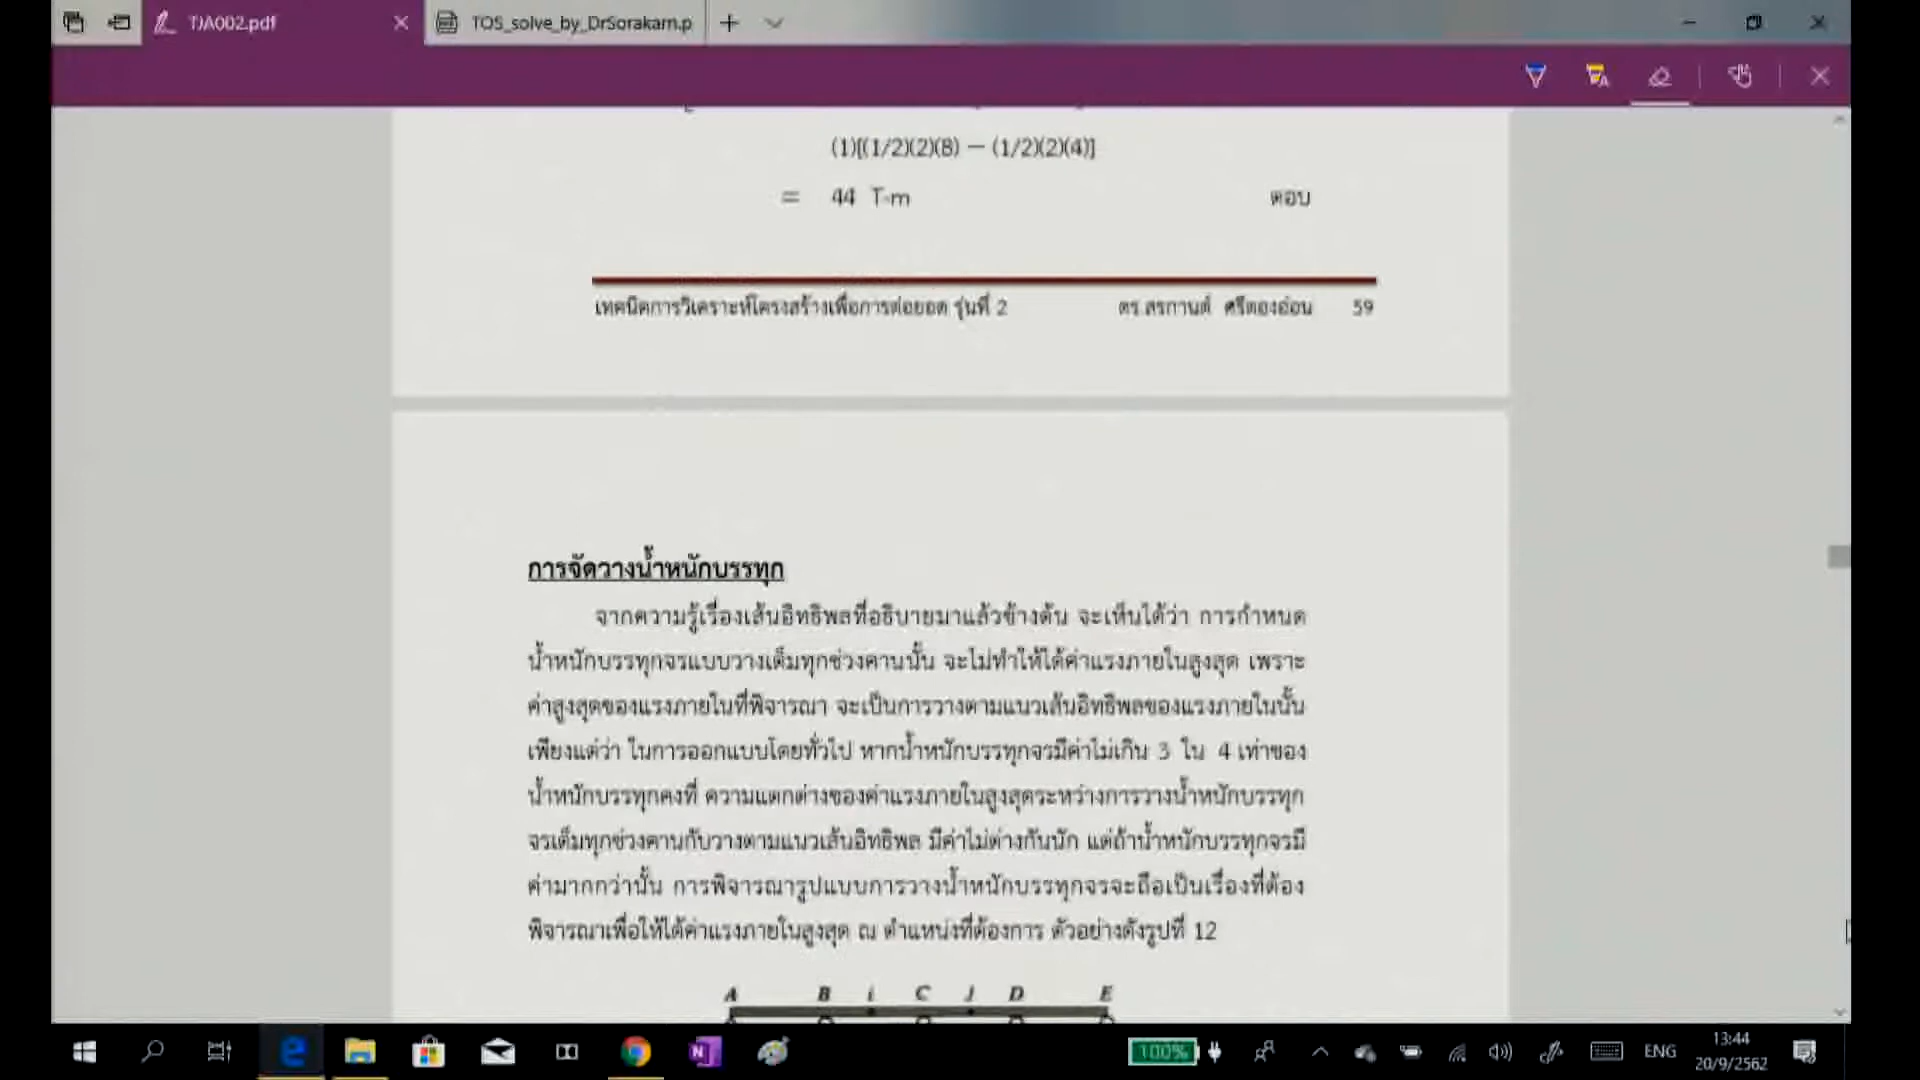 TJA002.pdf
TOS_solve_by_DrSorakarn.p
(1)[(1/2)(2)(8) − (1/2)(2)(4)]
= 44 T-m ตอบ
เทคนิคการวิเคราะห์โครงสร้างเพื่อการต่อยอด รุ่นที่ 2 ดร.สรกานต์ ศรีตองอ่อน 59
การจัดวางน้ำหนักบรรทุก
จากความรู้เรื่องเส้นอิทธิพลที่อธิบายมาแล้วข้างต้น จะเห็นได้ว่า การกำหนด
น้ำหนักบรรทุกจรแบบวางเต็มทุกช่วงคานนั้น จะไม่ทำให้ได้ค่าแรงภายในสูงสุด เพราะ
ค่าสูงสุดของแรงภายในที่พิจารณา จะเป็นการวางตามแนวเส้นอิทธิพลของแรงภายในนั้น
เพียงแต่ว่า ในการออกแบบโดยทั่วไป หากน้ำหนักบรรทุกจรมีค่าไม่เกิน 3 ใน 4 เท่าของ
น้ำหนักบรรทุกคงที่ ความแตกต่างของค่าแรงภายในสูงสุดระหว่างการวางน้ำหนักบรรทุก
จรเต็มทุกช่วงคานกับวางตามแนวเส้นอิทธิพล มีค่าไม่ต่างกันนัก แต่ถ้าน้ำหนักบรรทุกจรมี
ค่ามากกว่านั้น การพิจารณารูปแบบการวางน้ำหนักบรรทุกจรจะถือเป็นเรื่องที่ต้อง
พิจารณาเพื่อให้ได้ค่าแรงภายในสูงสุด ณ ตำแหน่งที่ต้องการ ตัวอย่างดังรูปที่ 12
A B i C J D E
100% ENG 13:44
20/9/2562